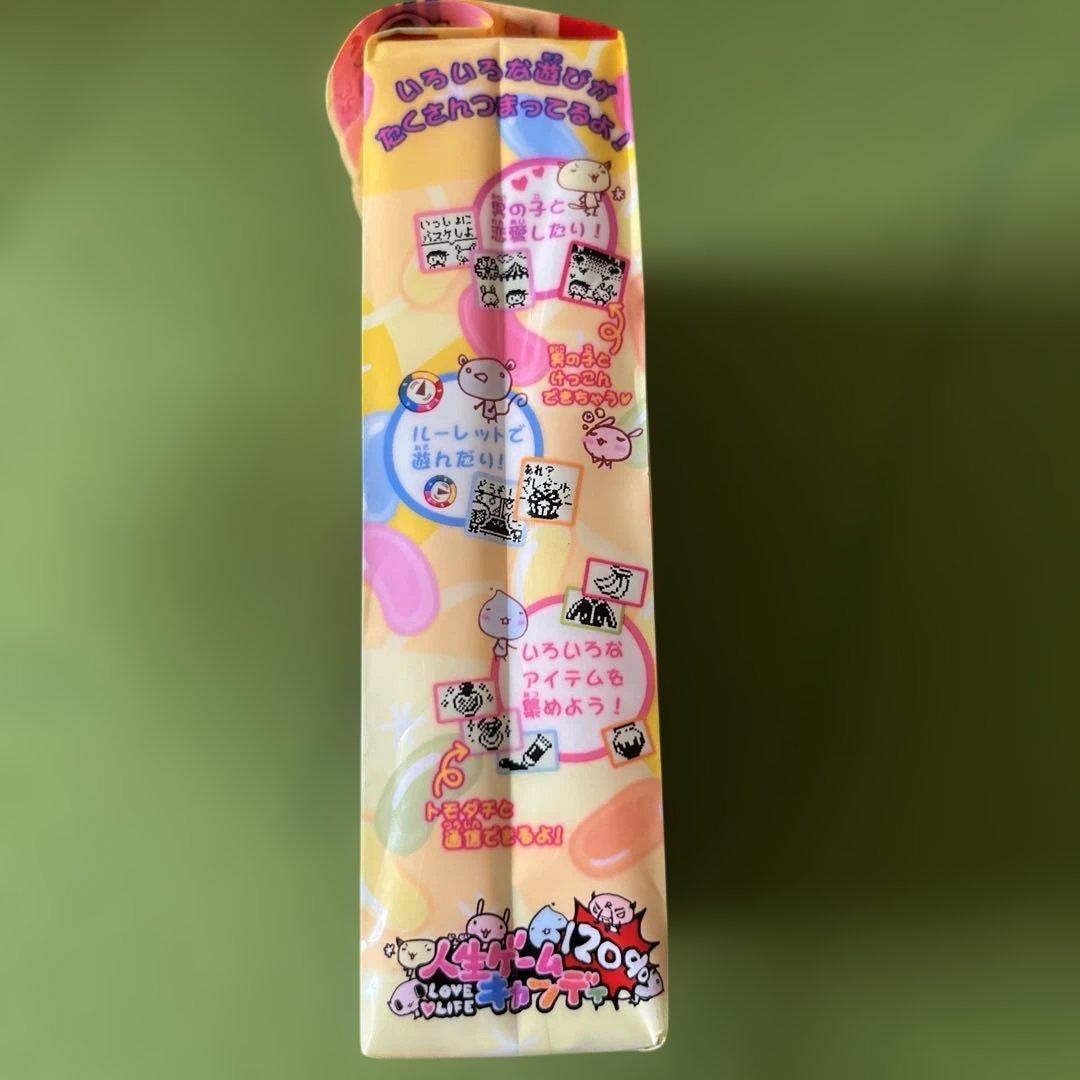 いろいろな遊びが
たくさんつまってるよ！
男の子と
恋愛したり！
いっしょに
バスケしよ
男の子と
けっこん
できちゃう♥
ルーレットで
遊んだり！
あれ？
プレゼント
いろいろな
アイテムを
集めよう！
トモダチと
通信できるよ！
人生ゲーム
120%
LOVE
♥LIFE
キャンディ